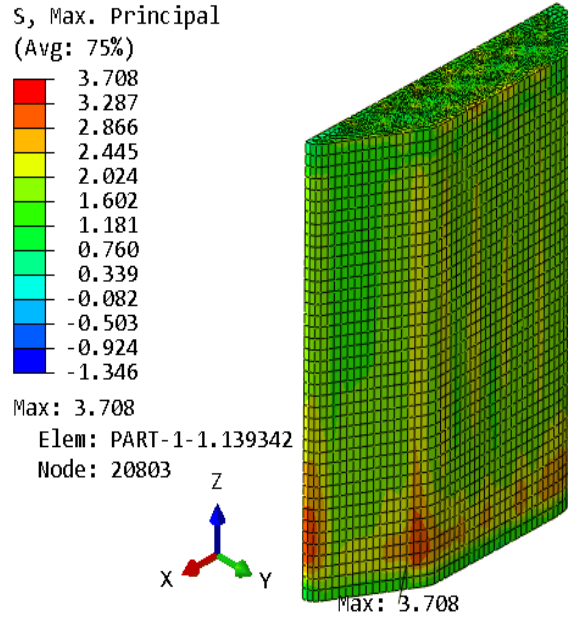 S, Max. Principal
(Avg: 75%)
3.708
3.287
2.866
2.445
2.024
1.602
1.181
0.760
0.339
-0.082
-0.503
-0.924
-1.346
Max: 3.708
Elem: PART-1-1.139342
Node: 20803
Z
X
Y
Max: 3.708